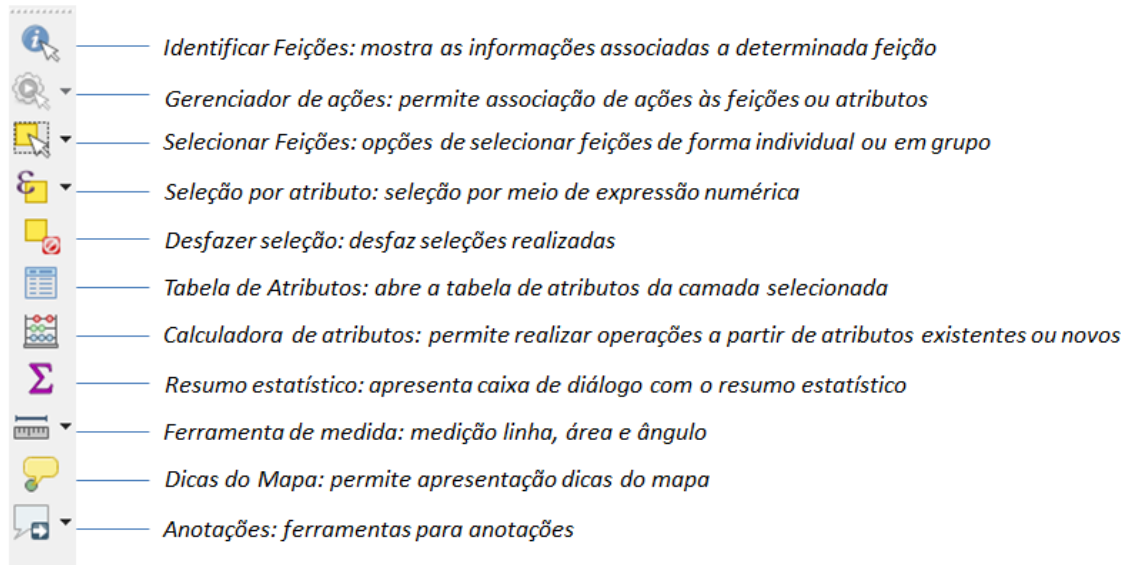 Identificar Feições: mostra as informações associadas a determinada feição
Gerenciador de ações: permite associação de ações às feições ou atributos
Selecionar Feições: opções de selecionar feições de forma individual ou em grupo
Seleção por atributo: seleção por meio de expressão numérica
Desfazer seleção: desfaz seleções realizadas
Tabela de Atributos: abre a tabela de atributos da camada selecionada
Calculadora de atributos: permite realizar operações a partir de atributos existentes ou novos
Resumo estatístico: apresenta caixa de diálogo com o resumo estatístico
Ferramenta de medida: medição linha, área e ângulo
Dicas do Mapa: permite apresentação dicas do mapa
Anotações: ferramentas para anotações